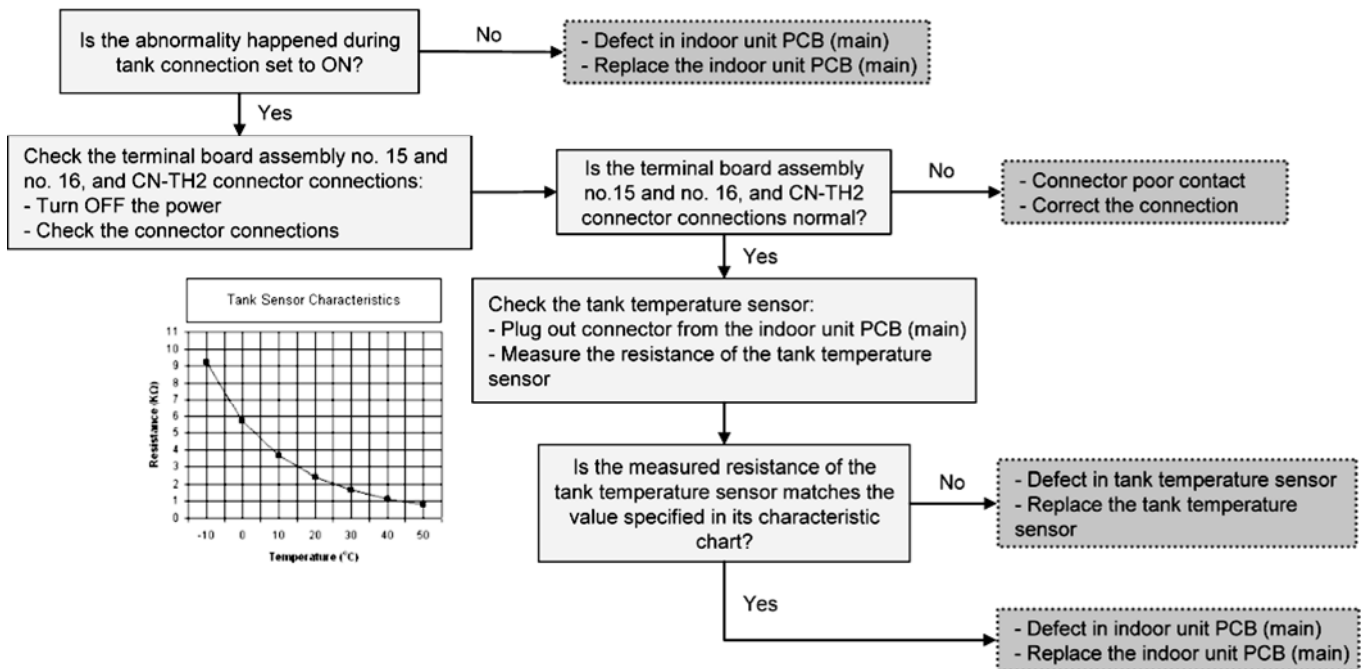 Is the abnormality happened during
tank connection set to ON?
No
- Defect in indoor unit PCB (main)
- Replace the indoor unit PCB (main)
Yes
Check the terminal board assembly no. 15 and
no. 16, and CN-TH2 connector connections:
- Turn OFF the power
- Check the connector connections
Is the terminal board assembly
no.15 and no. 16, and CN-TH2
connector connections normal?
No
- Connector poor contact
- Correct the connection
Yes
Tank Sensor Characteristics
Resistance (KΩ)
11
10
9
8
7
6
5
4
3
2
1
0
-10 0 10 20 30 40 50
Temperature (°C)
Check the tank temperature sensor:
- Plug out connector from the indoor unit PCB (main)
- Measure the resistance of the tank temperature
sensor
Is the measured resistance of the
tank temperature sensor matches the
value specified in its characteristic
chart?
No
- Defect in tank temperature sensor
- Replace the tank temperature
sensor
Yes
- Defect in indoor unit PCB (main)
- Replace the indoor unit PCB (main)